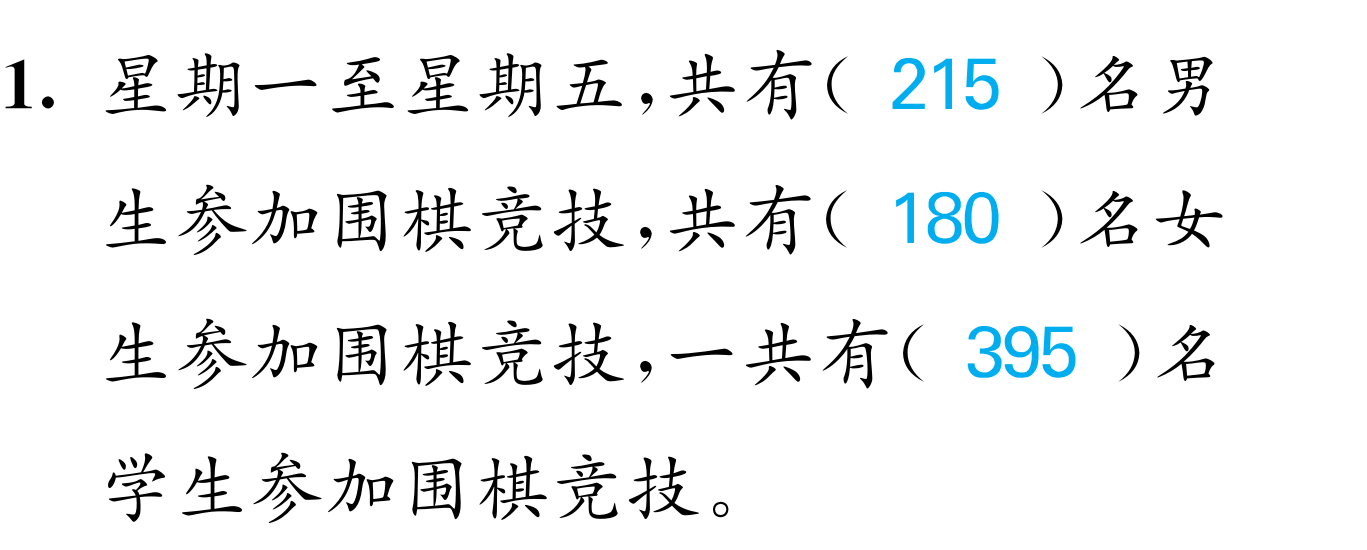 1. 星期一至星期五,共有( 215 )名男
生参加围棋竞技,共有( 180 )名女
生参加围棋竞技,一共有( 395 )名
学生参加围棋竞技。